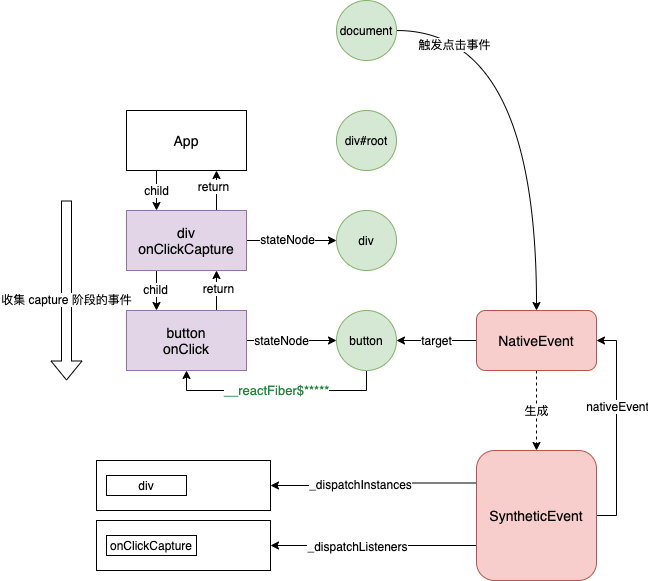 document
触发点击事件
App
div#root
child
return
div
onClickCapture
stateNode
div
收集 capture 阶段的事件
child
return
button
onClick
stateNode
button
target
NativeEvent
__reactFiber$*****
生成
nativeEvent
div
_dispatchInstances
SyntheticEvent
onClickCapture
_dispatchListeners